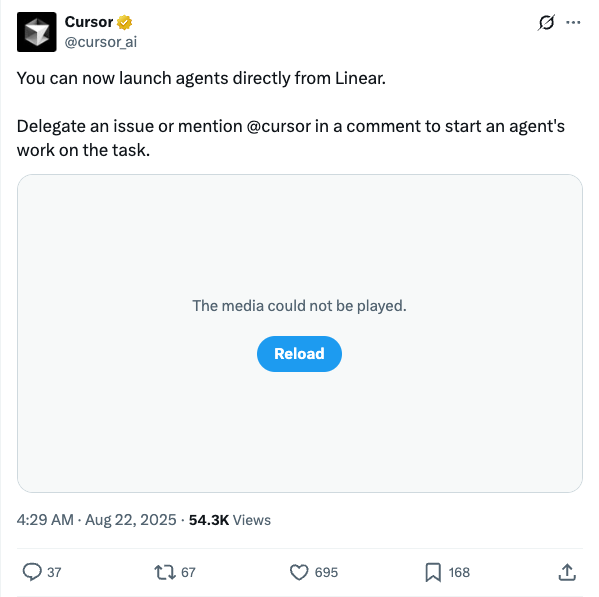 Cursor
@cursor_ai
You can now launch agents directly from Linear.
Delegate an issue or mention @cursor in a comment to start an agent's
work on the task.
The media could not be played.
Reload
4:29 AM · Aug 22, 2025 · 54.3K Views
37 67 695 168